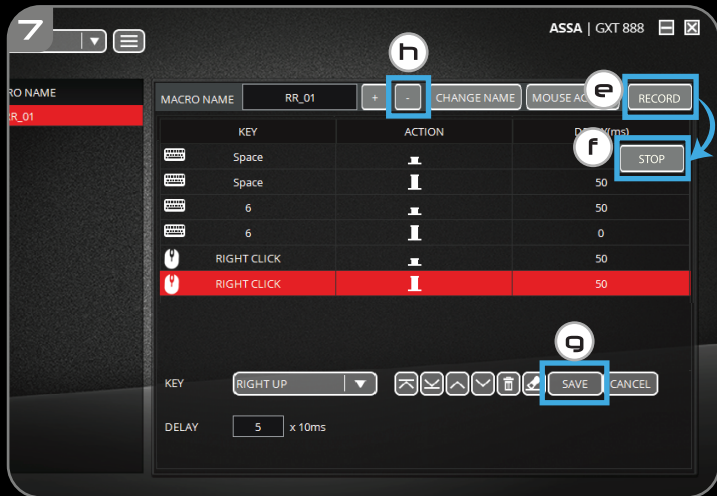 7
ASSA | GXT 888
h
RO NAME
RR_01
MACRO NAME RR_01 + - CHANGE NAME MOUSE AC e RECORD
KEY ACTION (ms)
f STOP
Space
Space 50
6 50
6 0
RIGHT CLICK 50
RIGHT CLICK 50
g
KEY RIGHT UP SAVE CANCEL
DELAY 5 x 10ms